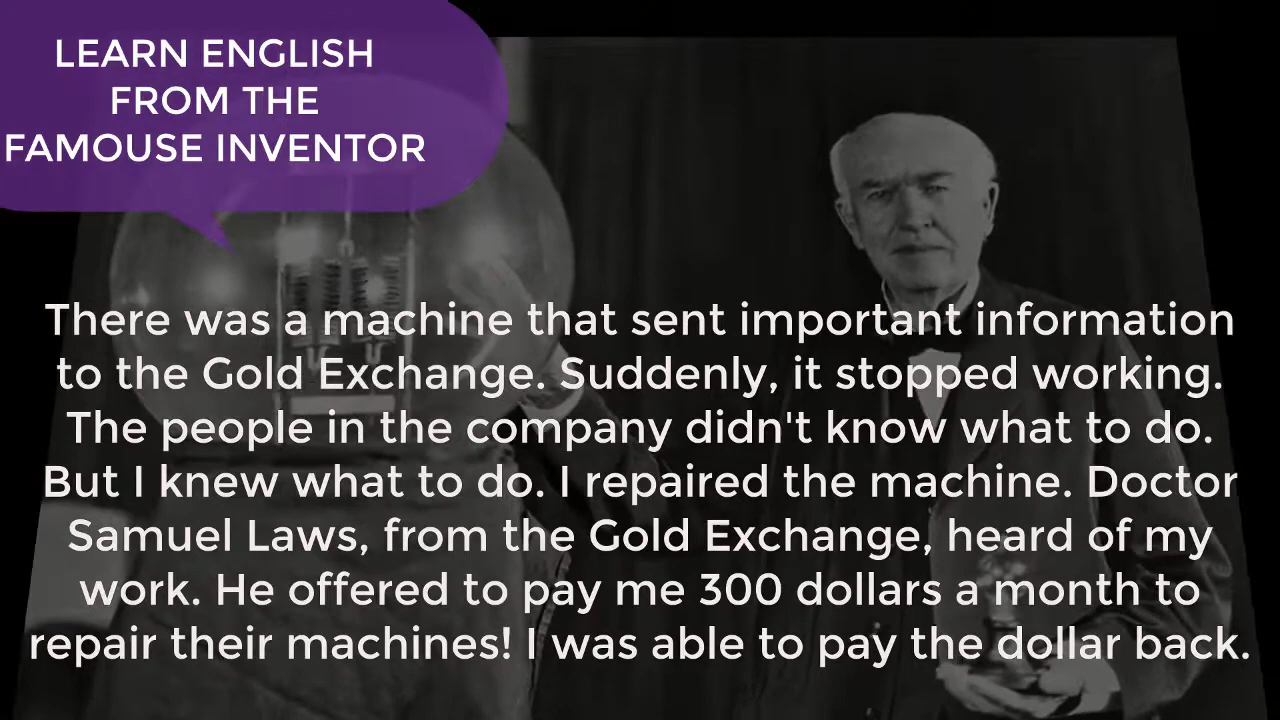 LEARN ENGLISH
FROM THE
FAMOUSE INVENTOR
There was a machine that sent important information
to the Gold Exchange. Suddenly, it stopped working.
The people in the company didn't know what to do.
But I knew what to do. I repaired the machine. Doctor
Samuel Laws, from the Gold Exchange, heard of my
work. He offered to pay me 300 dollars a month to
repair their machines! I was able to pay the dollar back.